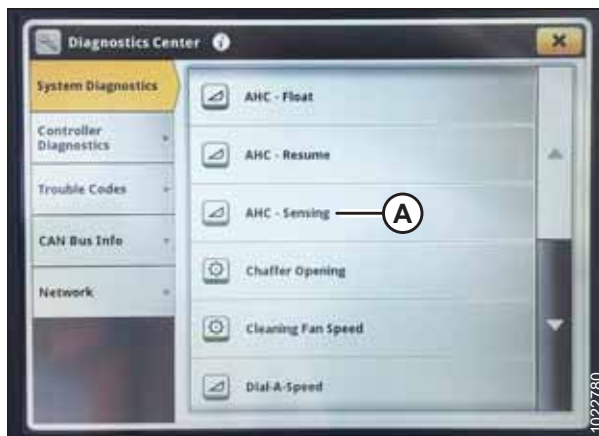 Diagnostics Center
System Diagnostics
Controller
Diagnostics
Trouble Codes
CAN Bus Info
Network
AHC - Float
AHC - Resume
AHC - Sensing
A
Chaffer Opening
Cleaning Fan Speed
Dial-A-Speed
1022780